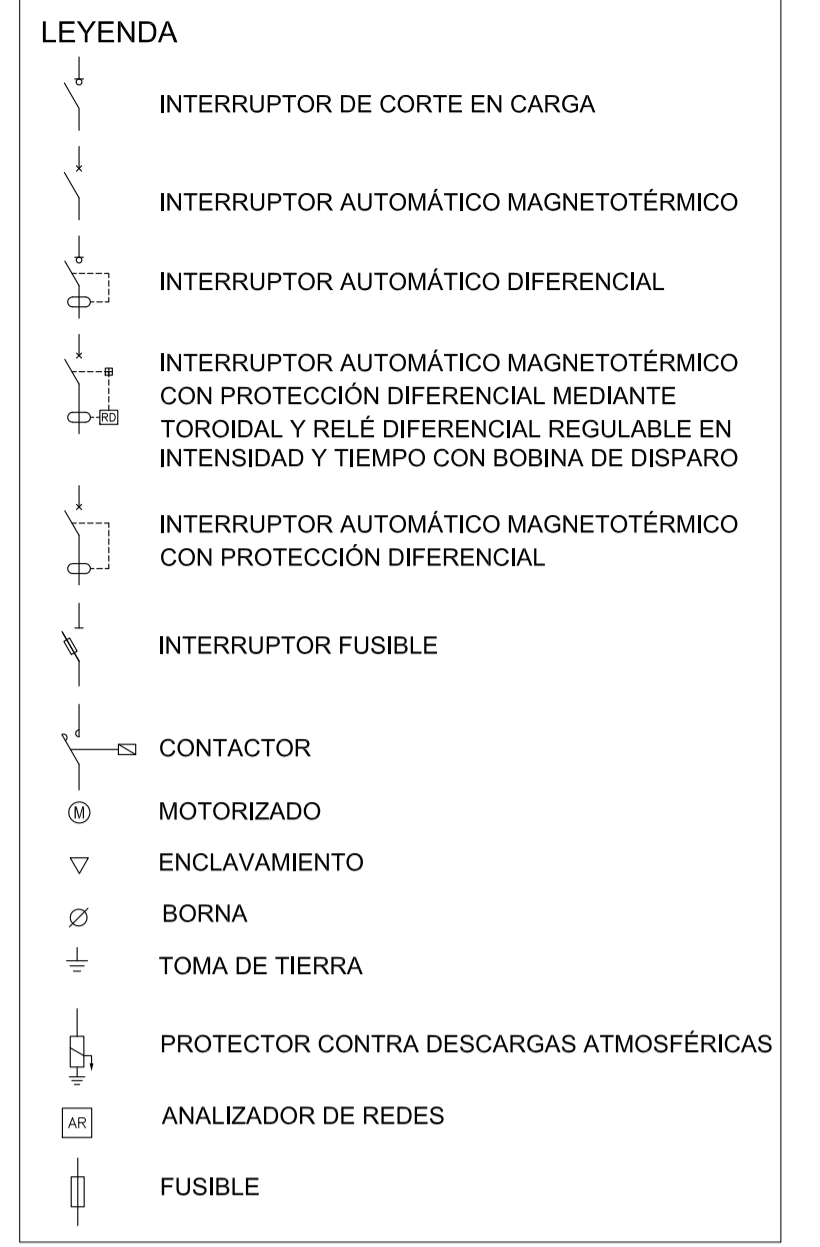 LEYENDA
INTERRUPTOR DE CORTE EN CARGA
INTERRUPTOR AUTOMÁTICO MAGNETOTÉRMICO
INTERRUPTOR AUTOMÁTICO DIFERENCIAL
INTERRUPTOR AUTOMÁTICO MAGNETOTÉRMICO
CON PROTECCIÓN DIFERENCIAL MEDIANTE
RD TOROIDAL Y RELÉ DIFERENCIAL REGULABLE EN
INTENSIDAD Y TIEMPO CON BOBINA DE DISPARO
INTERRUPTOR AUTOMÁTICO MAGNETOTÉRMICO
CON PROTECCIÓN DIFERENCIAL
INTERRUPTOR FUSIBLE
CONTACTOR
M MOTORIZADO
ENCLAVAMIENTO
BORNA
TOMA DE TIERRA
PROTECTOR CONTRA DESCARGAS ATMOSFÉRICAS
AR ANALIZADOR DE REDES
FUSIBLE